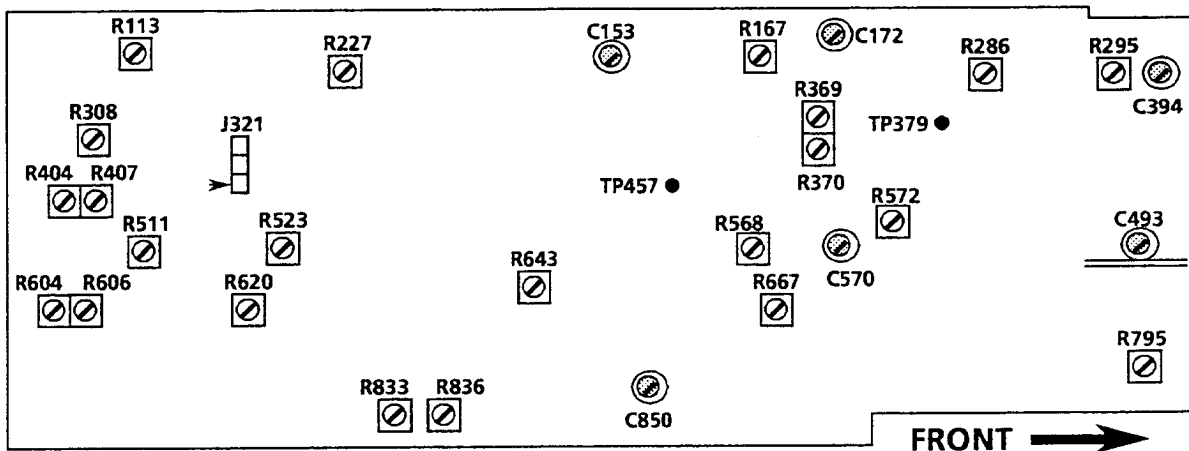 R113
R227
C153
R167
C172
R286
R295
C394
R308
J321
R369
TP379
R404 R407
TP457
R370
R572
R511
R523
R568
C570
C493
R604 R606
R620
R643
R667
R795
R833 R836
C850
FRONT